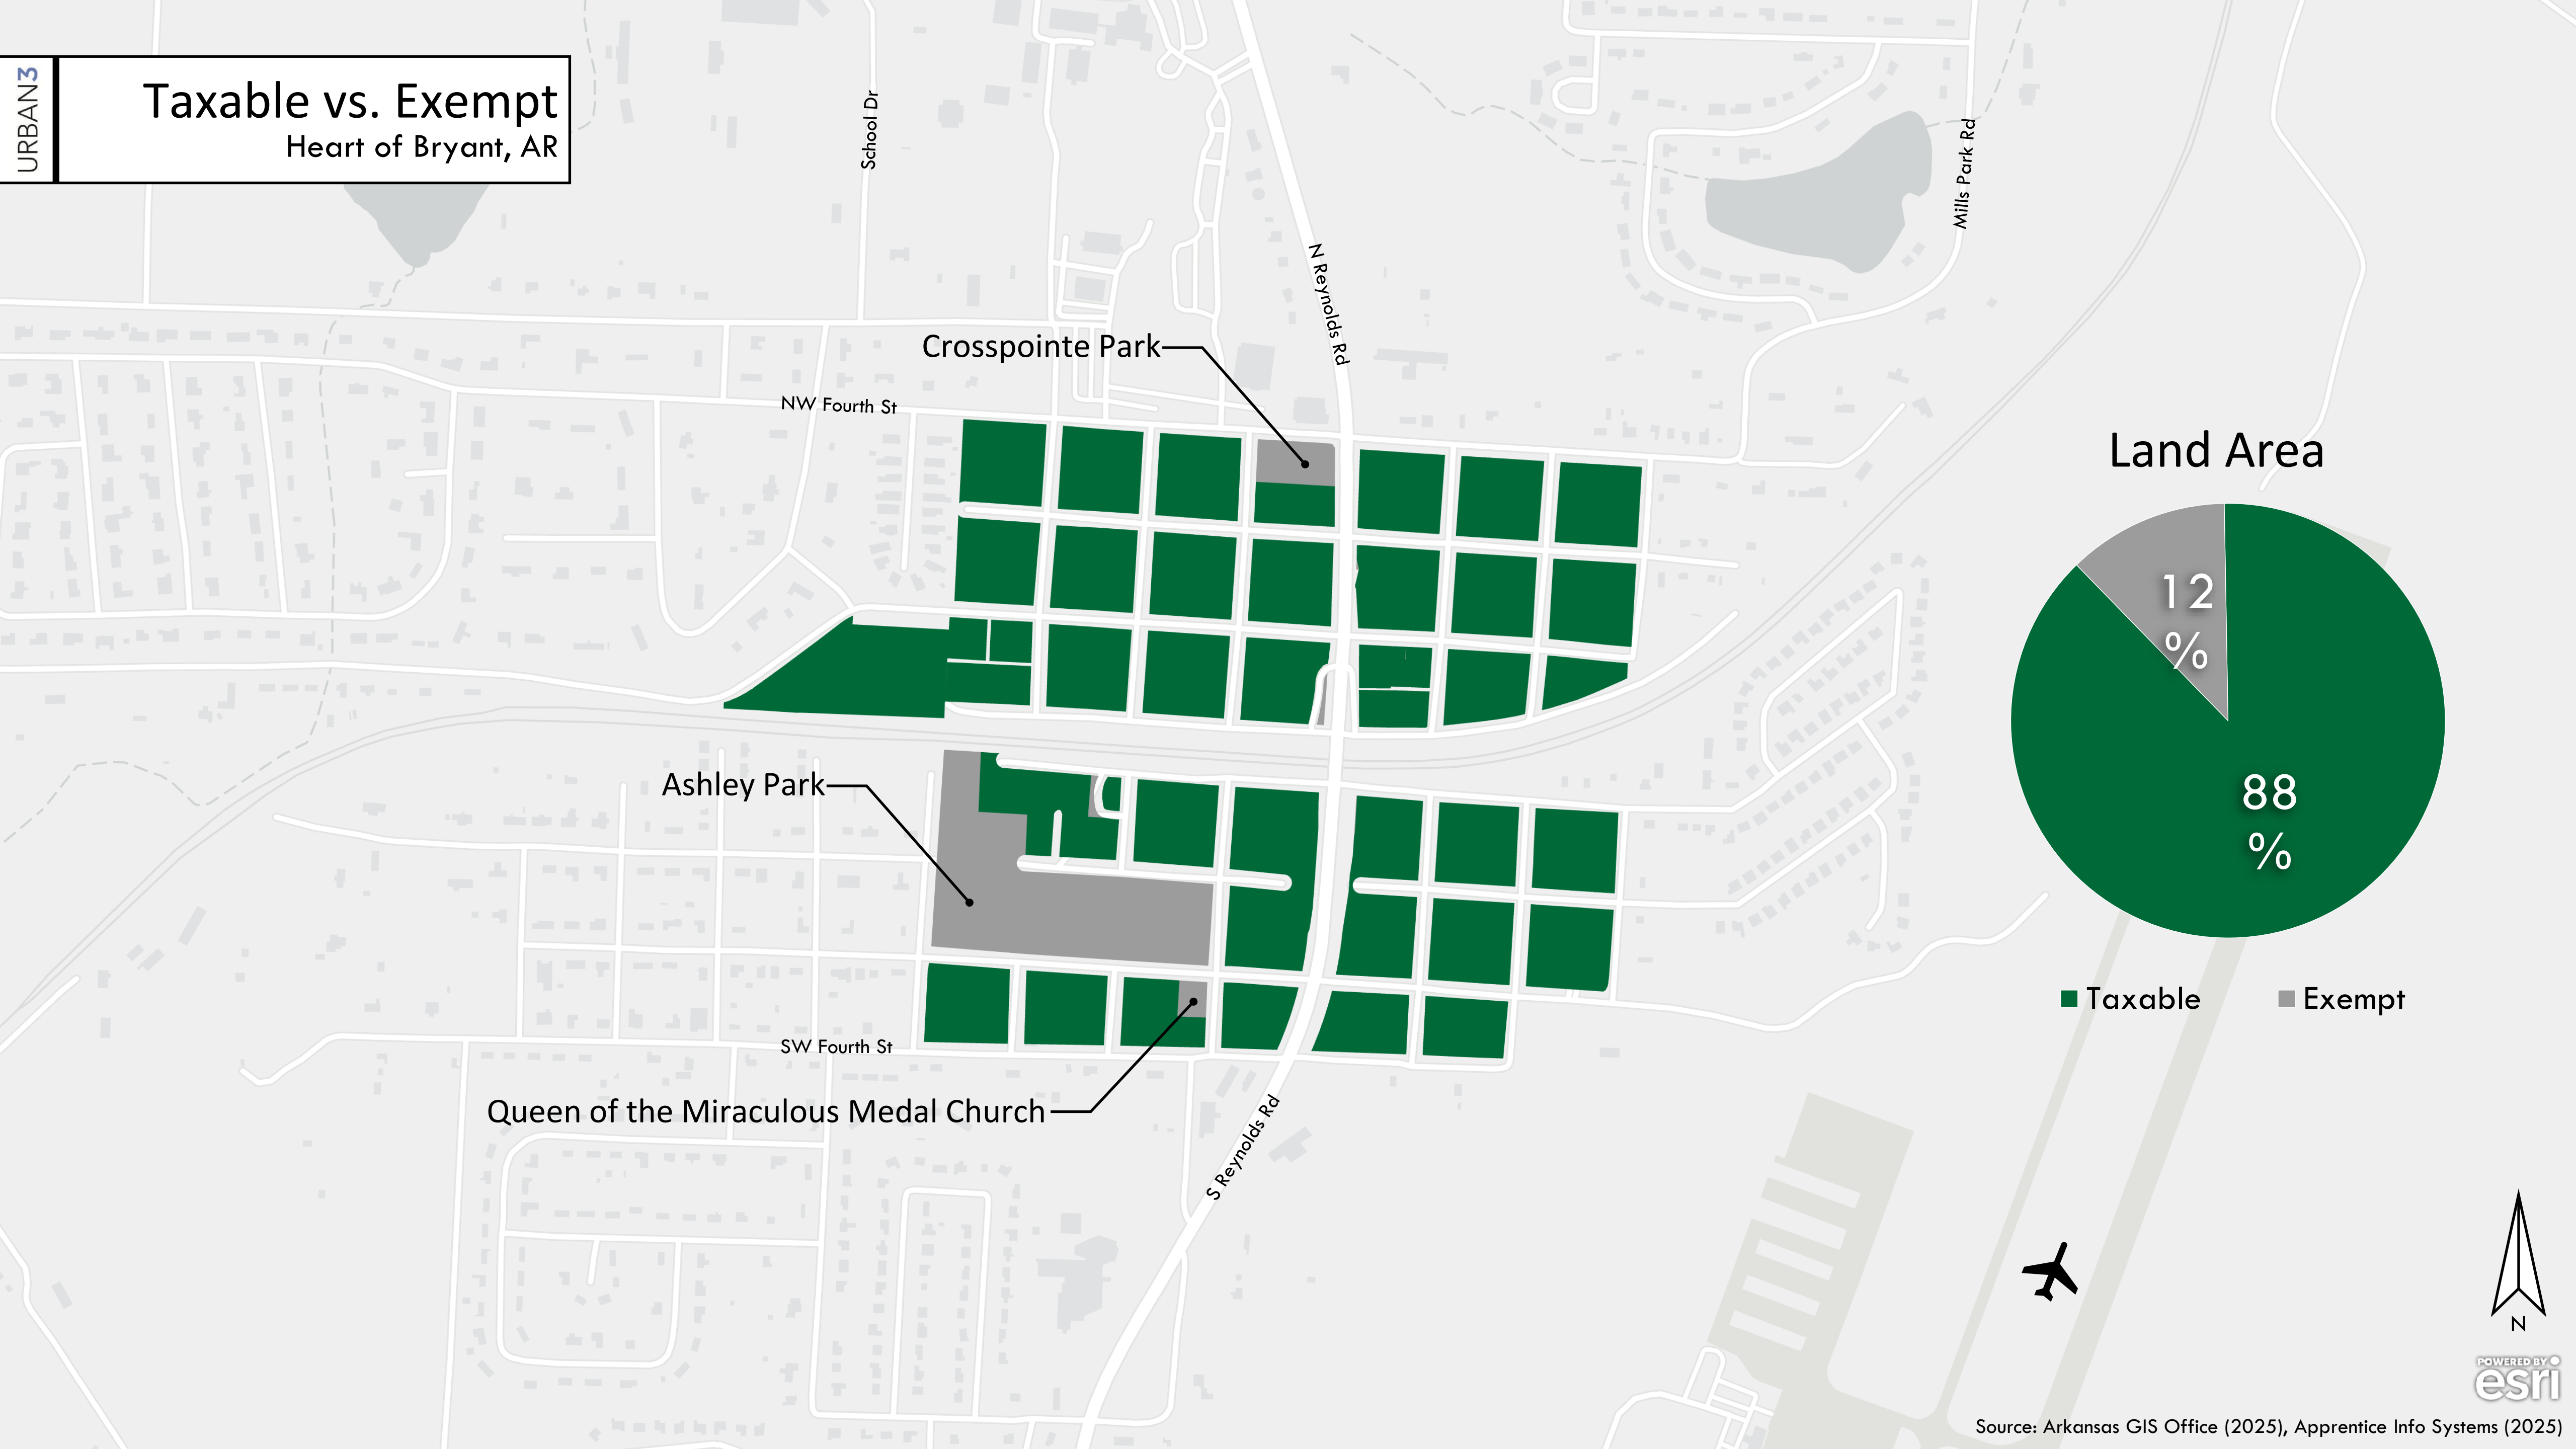 URBAN3
Taxable vs. Exempt
Heart of Bryant, AR
School Dr
Mills Park Rd
N Reynolds Rd
Crosspointe Park
NW Fourth St
Land Area
12
%
88
%
Ashley Park
Taxable
Exempt
SW Fourth St
Queen of the Miraculous Medal Church
S Reynolds Rd
N
POWERED BY
esri
Source: Arkansas GIS Office (2025), Apprentice Info Systems (2025)